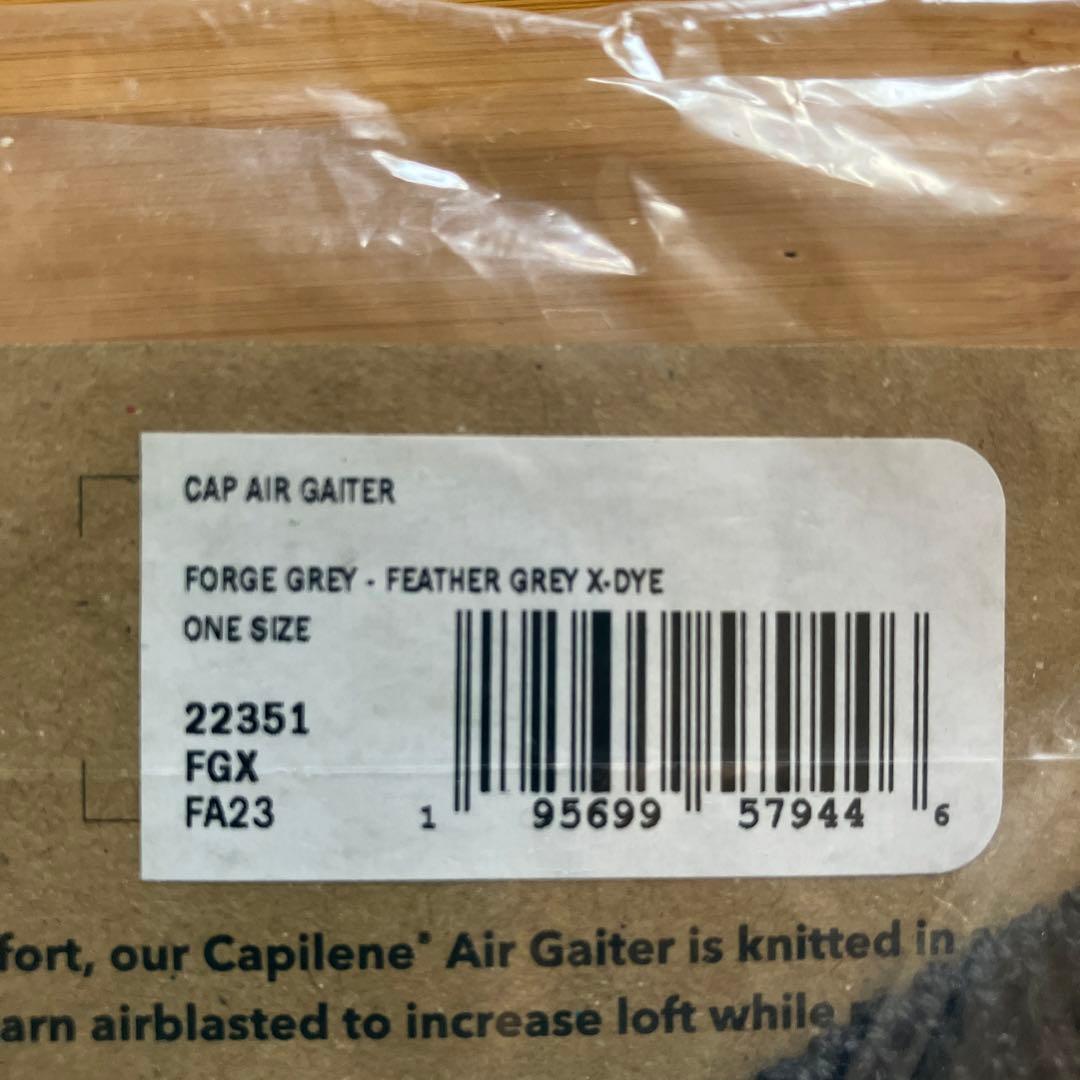 CAP AIR GAITER
FORGE GREY - FEATHER GREY X-DYE
ONE SIZE
22351
FGX
FA23
1 95699 57944 6
fort, our Capilene® Air Gaiter is knitted in
arn airblasted to increase loft while